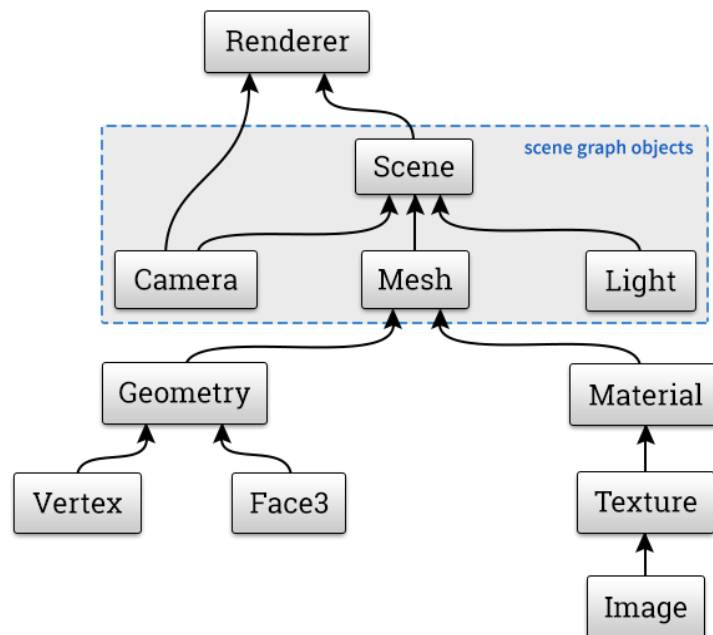 Renderer
scene graph objects
Scene
Camera
Mesh
Light
Geometry
Material
Vertex
Face3
Texture
Image